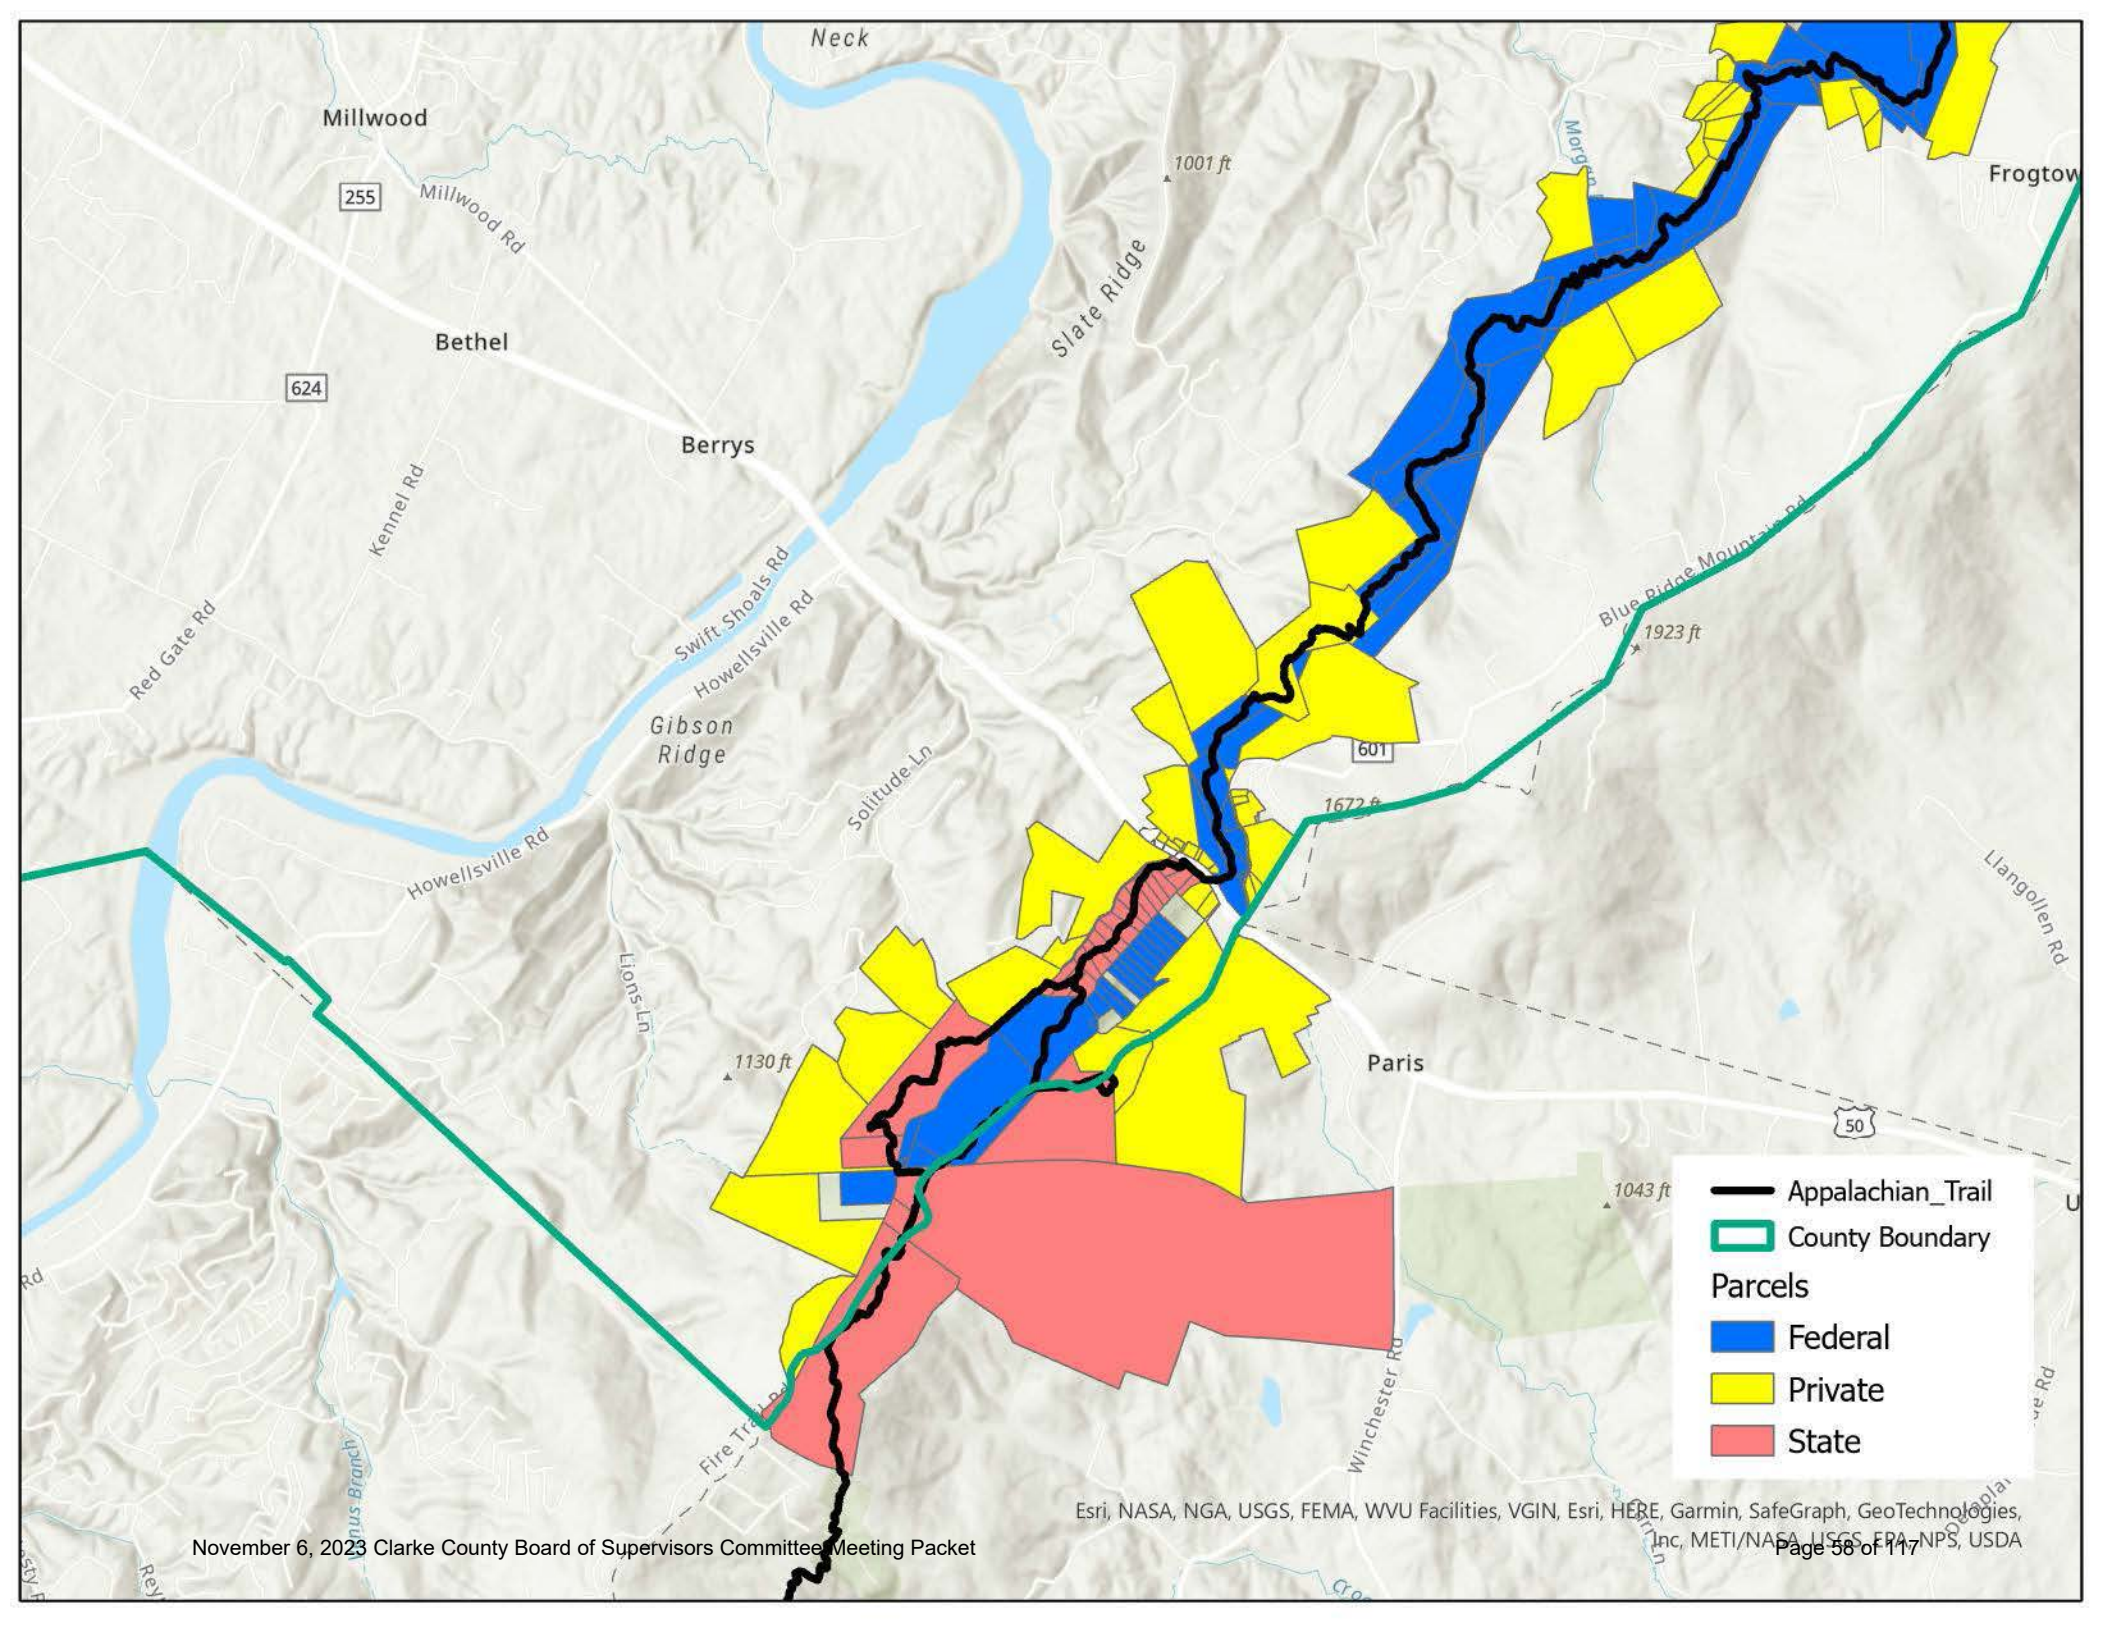 Neck
Millwood
255
Millwood Rd
1001 ft
Morgan
Frogtow
Slate Ridge
Bethel
624
Berrys
Kennel Rd
Blue Ridge Mountain Rd
Swift Shoals Rd
Howellsville Rd
Red Gate Rd
1923 ft
Gibson
Ridge
601
Solitude Ln
1672 ft
Howellsville Rd
Llangollen Rd
Lions Ln
1130 ft
Paris
50
1043 ft
U
Rd
Appalachian_Trail
County Boundary
Parcels
Federal
Private
State
Winchester Rd
Rd
Fire Trail Rd
Esri, NASA, NGA, USGS, FEMA, WVU Facilities, VGIN, Esri, HERE, Garmin, SafeGraph, GeoTechnologies,
Inc, METI/NASA, USGS, EPA, NPS, USDA
November 6, 2023 Clarke County Board of Supervisors Committee Meeting Packet
Page 58 of 117